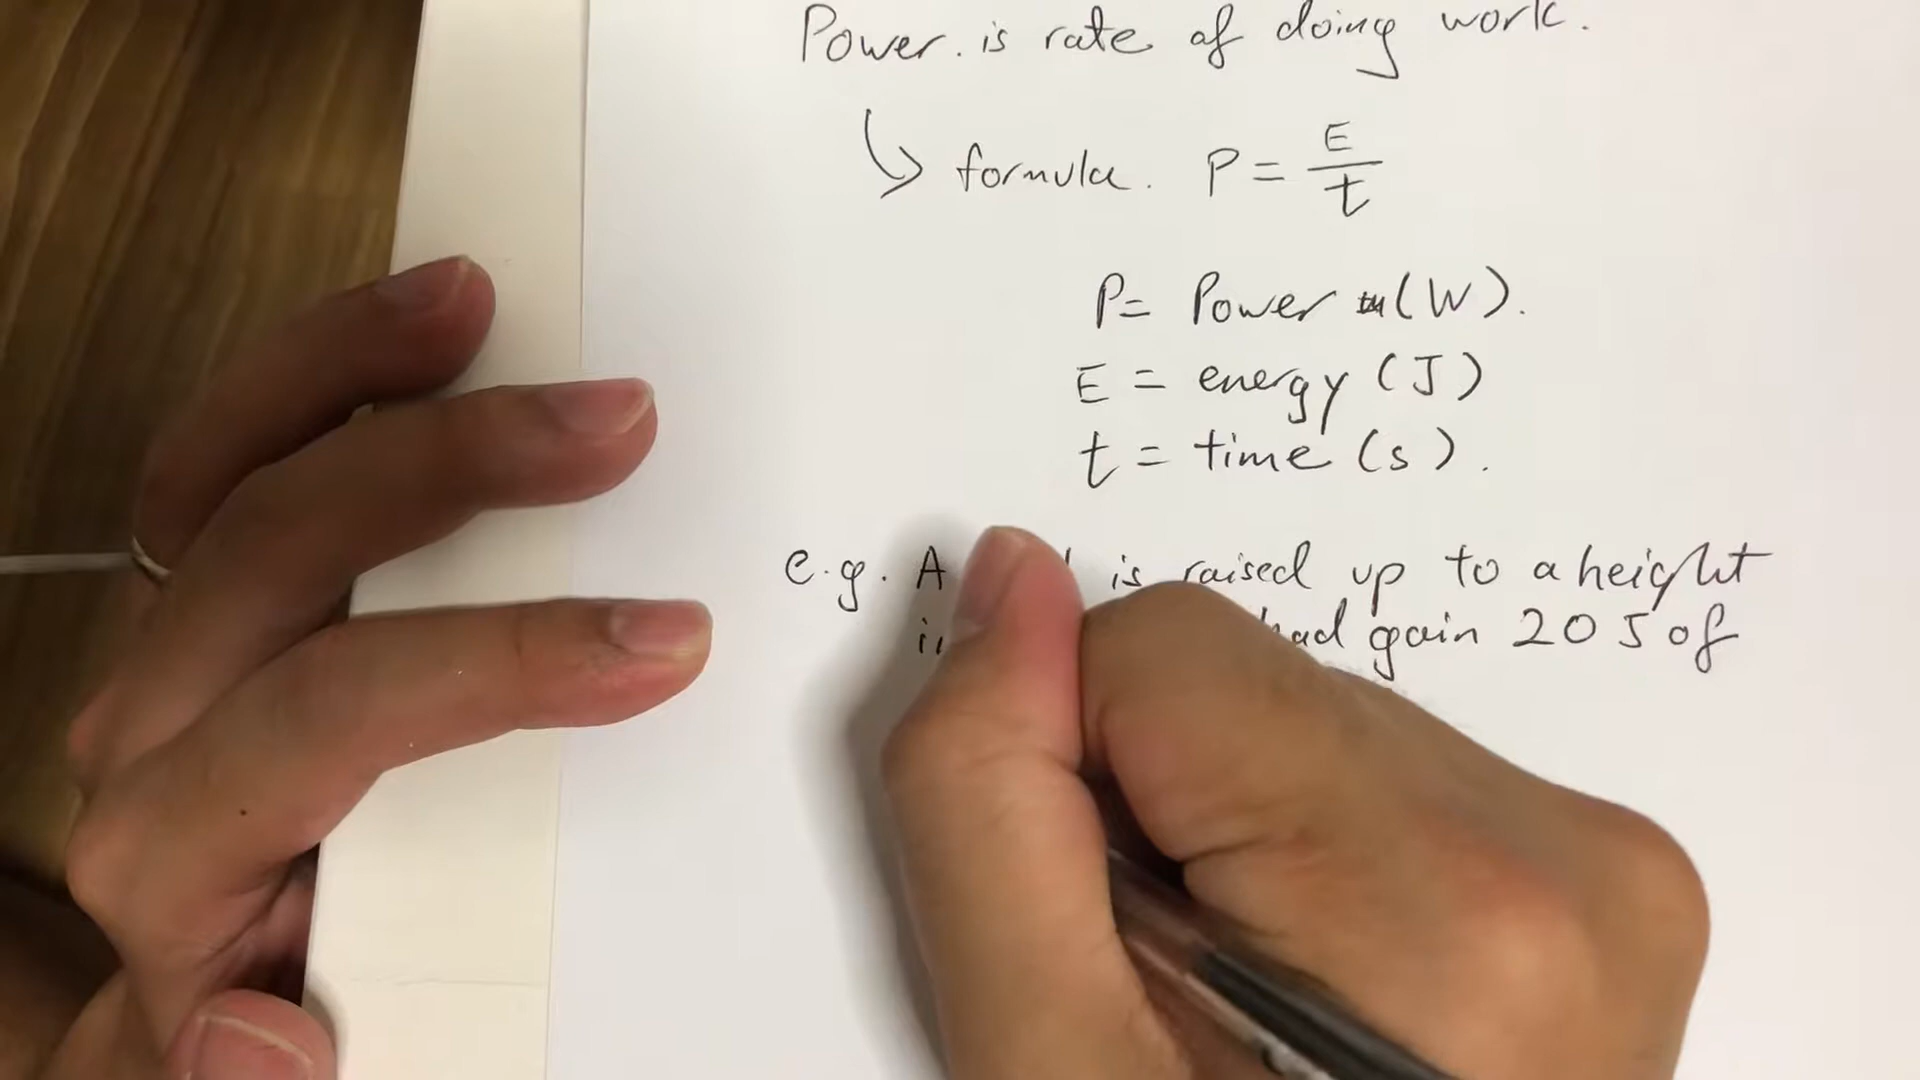 Power. is rate of doing work.
formula. P = E/t
P = Power (W).
E = energy (J)
t = time (s).
e.g. A is raised up to a height
had gain 20 J of